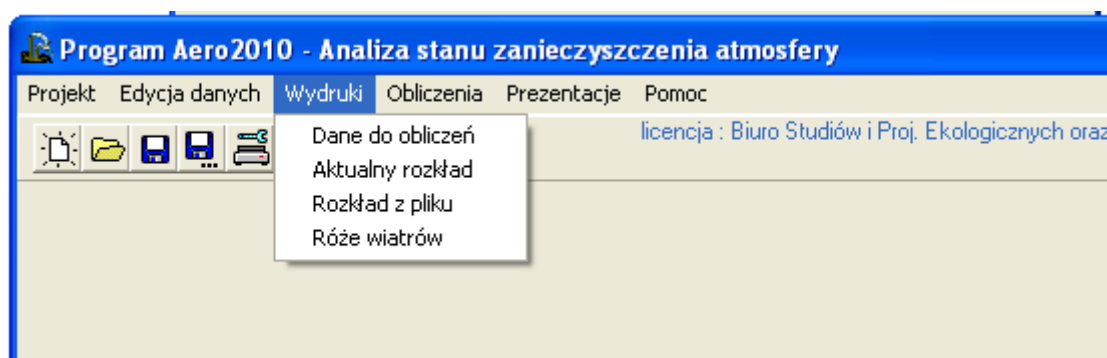 Program Aero2010 - Analiza stanu zanieczyszczenia atmosfery
Projekt Edycja danych Wydruki Obliczenia Prezentacje Pomoc
licencja : Biuro Studiów i Proj. Ekologicznych oraz
Dane do obliczeń
Aktualny rozkład
Rozkład z pliku
Róże wiatrów